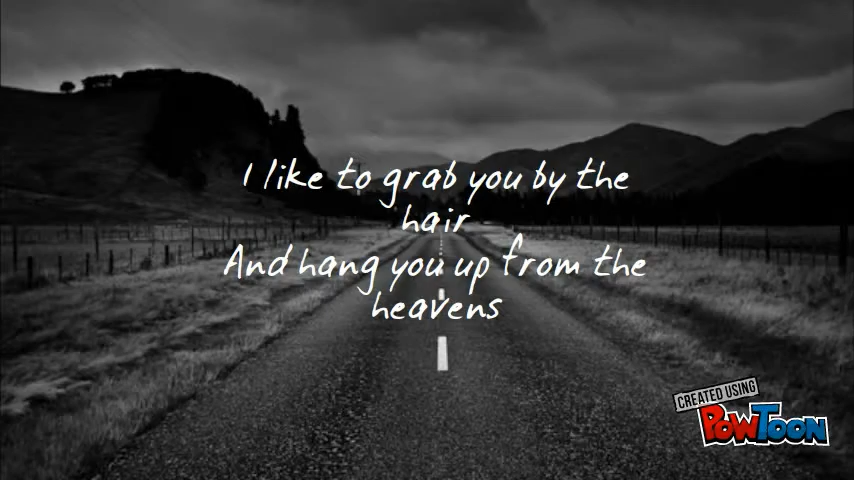 I like to grab you by the
hair
And hang you up from the
heavens
CREATED USING
POWTOON